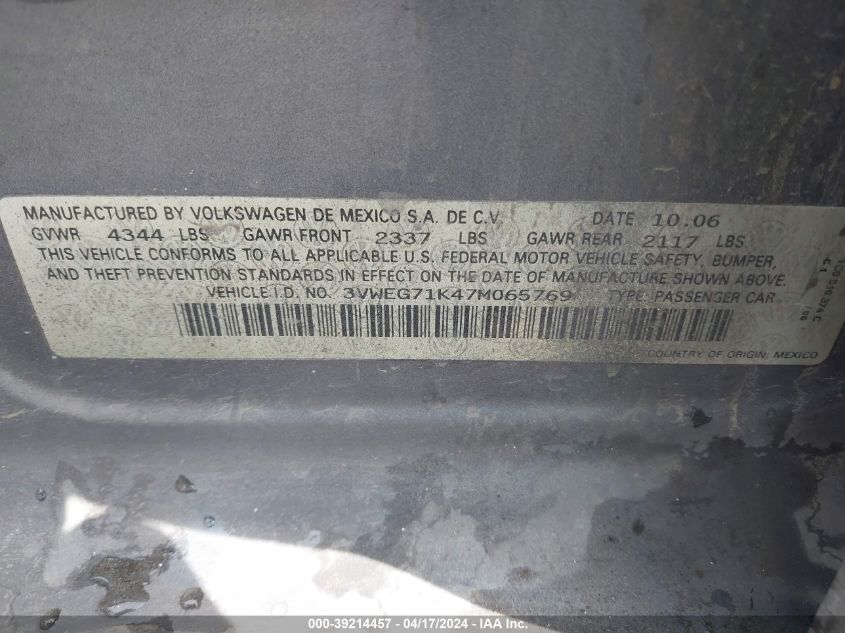 MANUFACTURED BY VOLKSWAGEN DE MEXICO S.A. DE C.V. DATE 10.06
GVWR 4344 LBS GAWR FRONT 2337 LBS GAWR REAR 2117 LBS
THIS VEHICLE CONFORMS TO ALL APPLICABLE U.S. FEDERAL MOTOR VEHICLE SAFETY, BUMPER,
AND THEFT PREVENTION STANDARDS IN EFFECT ON THE DATE OF MANUFACTURE SHOWN ABOVE.
VEHICLE I.D. NO. 3VWEG71K47M065769 TYPE: PASSENGER CAR
COUNTRY OF ORIGIN: MEXICO
000-39214457 - 04/17/2024 - IAA Inc.